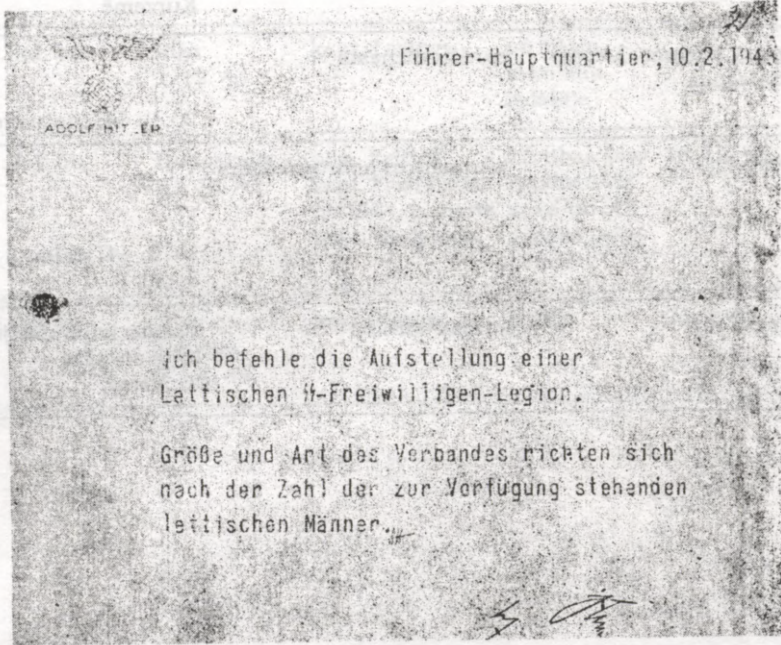 Führer-Hauptquartier, 10.2.1943
ADOLF HITLER
Ich befehle die Aufstellung einer
Lettischen ᛋᛋ-Freiwilligen-Legion.
Größe und Art des Verbandes richten sich
nach der Zahl der zur Verfügung stehenden
lettischen Männer.